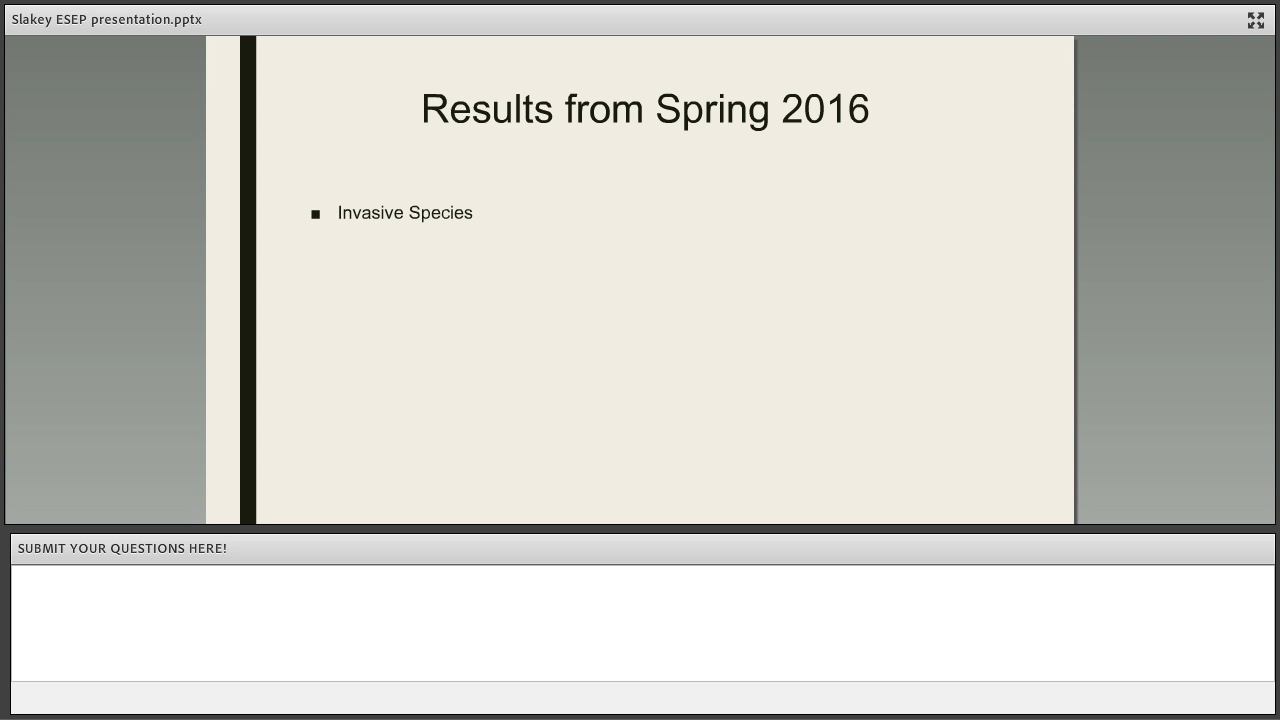 Slakey ESEP presentation.pptx
Results from Spring 2016
■ Invasive Species
SUBMIT YOUR QUESTIONS HERE!